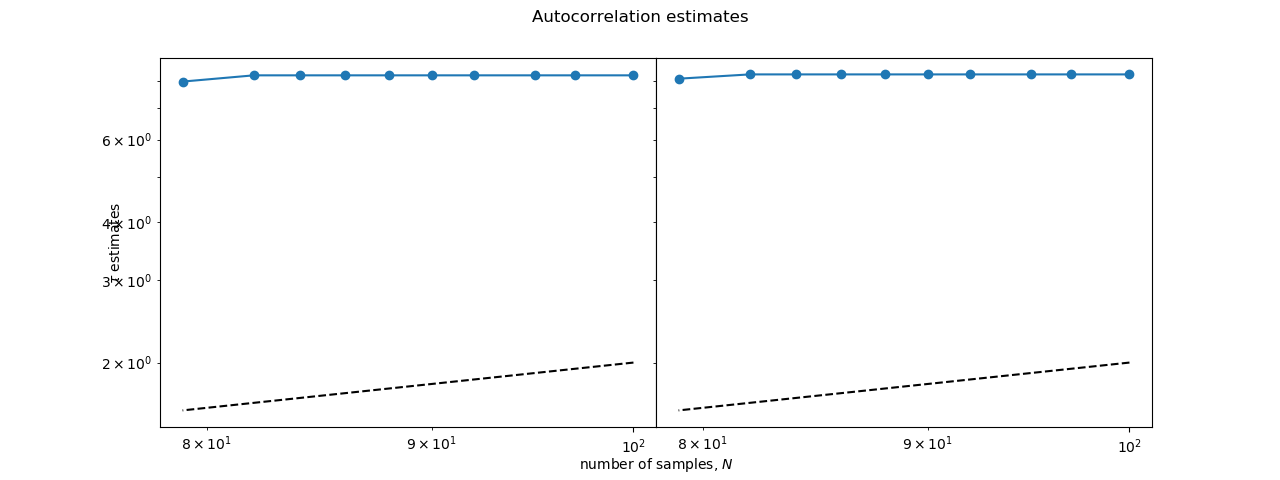 Autocorrelation estimates
6 × 10⁰
4 × 10⁰
3 × 10⁰
2 × 10⁰
τ estimates
8 × 10¹
9 × 10¹
10²
8 × 10¹
9 × 10¹
10²
number of samples, N